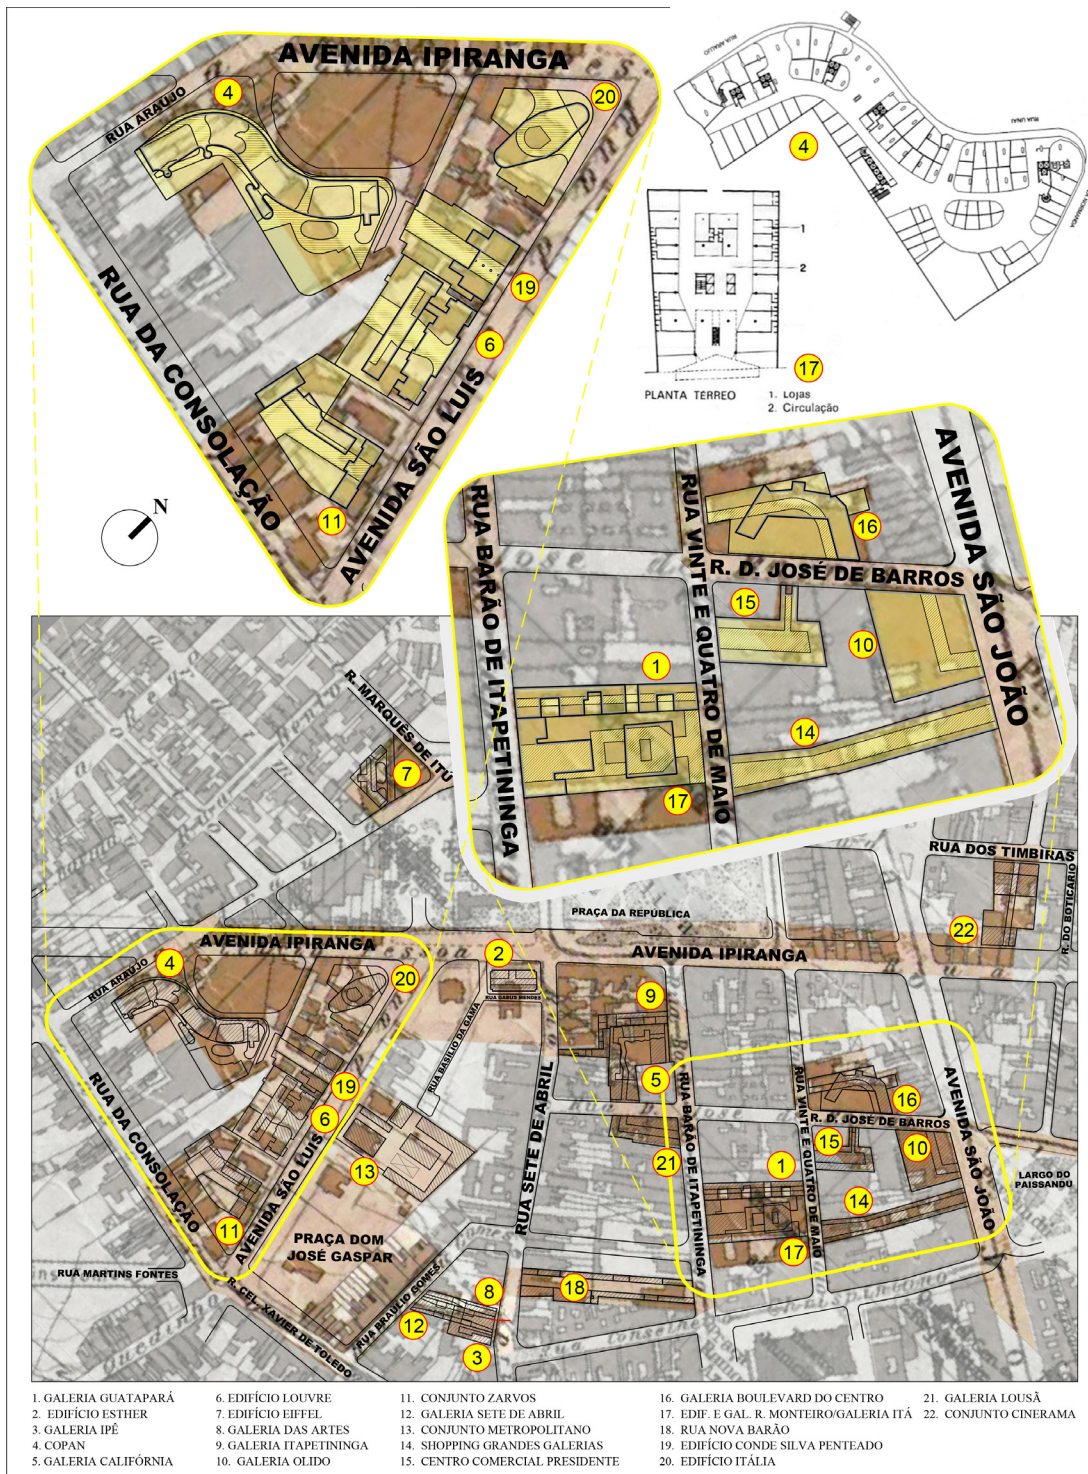 AVENIDA IPIRANGA
RUA ARAUJO
4
20
19
6
11
RUA DA CONSOLAÇÃO
AVENIDA SÃO LUIS
N
RUA ARAUJO
RUA UNAÍ
4
1
2
17
PLANTA TERREO
1. Lojas
2. Circulação
RUA BARÃO DE ITAPETININGA
RUA VINTE E QUATRO DE MAIO
AVENIDA SÃO JOÃO
R. D. JOSÉ DE BARROS
16
15
10
1
14
17
R. MARQUÊS DE ITÚ
7
RUA DOS TIMBIRAS
R. DO BOTICÁRIO
22
PRAÇA DA REPÚBLICA
AVENIDA IPIRANGA
AVENIDA IPIRANGA
2
RUA GABUS MENDES
RUA ARAUJO
4
20
9
RUA BASILIO DA GAMA
5
19
6
13
21
RUA DA CONSOLAÇÃO
AVENIDA SÃO LUIS
RUA SETE DE ABRIL
RUA BARÃO DE ITAPETININGA
RUA VINTE E QUATRO DE MAIO
R. D. JOSÉ DE BARROS
AVENIDA SÃO JOÃO
16
15
10
1
14
17
LARGO DO
PAISSANDU
11
PRAÇA DOM
JOSÉ GASPAR
RUA MARTINS FONTES
R. CEL. XAVIER DE TOLEDO
RUA BRAULIO GOMES
8
12
3
18
1. GALERIA GUATAPARÁ
2. EDIFÍCIO ESTHER
3. GALERIA IPÊ
4. COPAN
5. GALERIA CALIFÓRNIA
6. EDIFÍCIO LOUVRE
7. EDIFÍCIO EIFFEL
8. GALERIA DAS ARTES
9. GALERIA ITAPETININGA
10. GALERIA OLIDO
11. CONJUNTO ZARVOS
12. GALERIA SETE DE ABRIL
13. CONJUNTO METROPOLITANO
14. SHOPPING GRANDES GALERIAS
15. CENTRO COMERCIAL PRESIDENTE
16. GALERIA BOULEVARD DO CENTRO
17. EDIF. E GAL. R. MONTEIRO/GALERIA ITÁ
18. RUA NOVA BARÃO
19. EDIFÍCIO CONDE SILVA PENTEADO
20. EDIFÍCIO ITÁLIA
21. GALERIA LOUSÃ
22. CONJUNTO CINERAMA